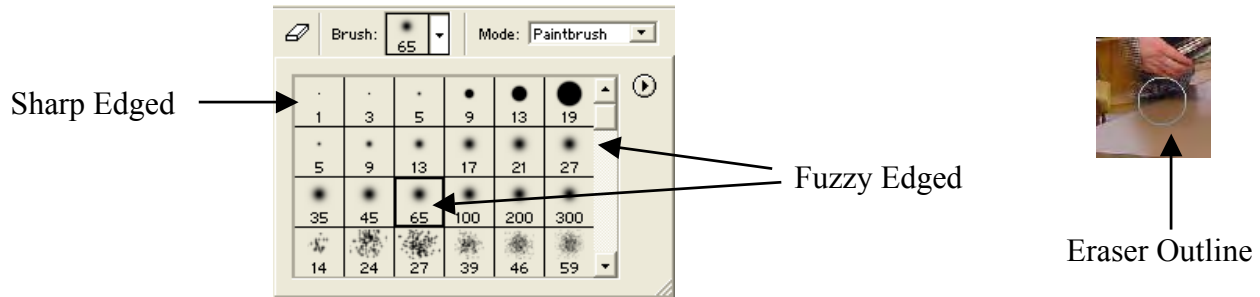 Brush: 65 Mode: Paintbrush
Sharp Edged
1 3 5 9 13 19
5 9 13 17 21 27
Fuzzy Edged
35 45 65 100 200 300
14 24 27 39 46 59
Eraser Outline